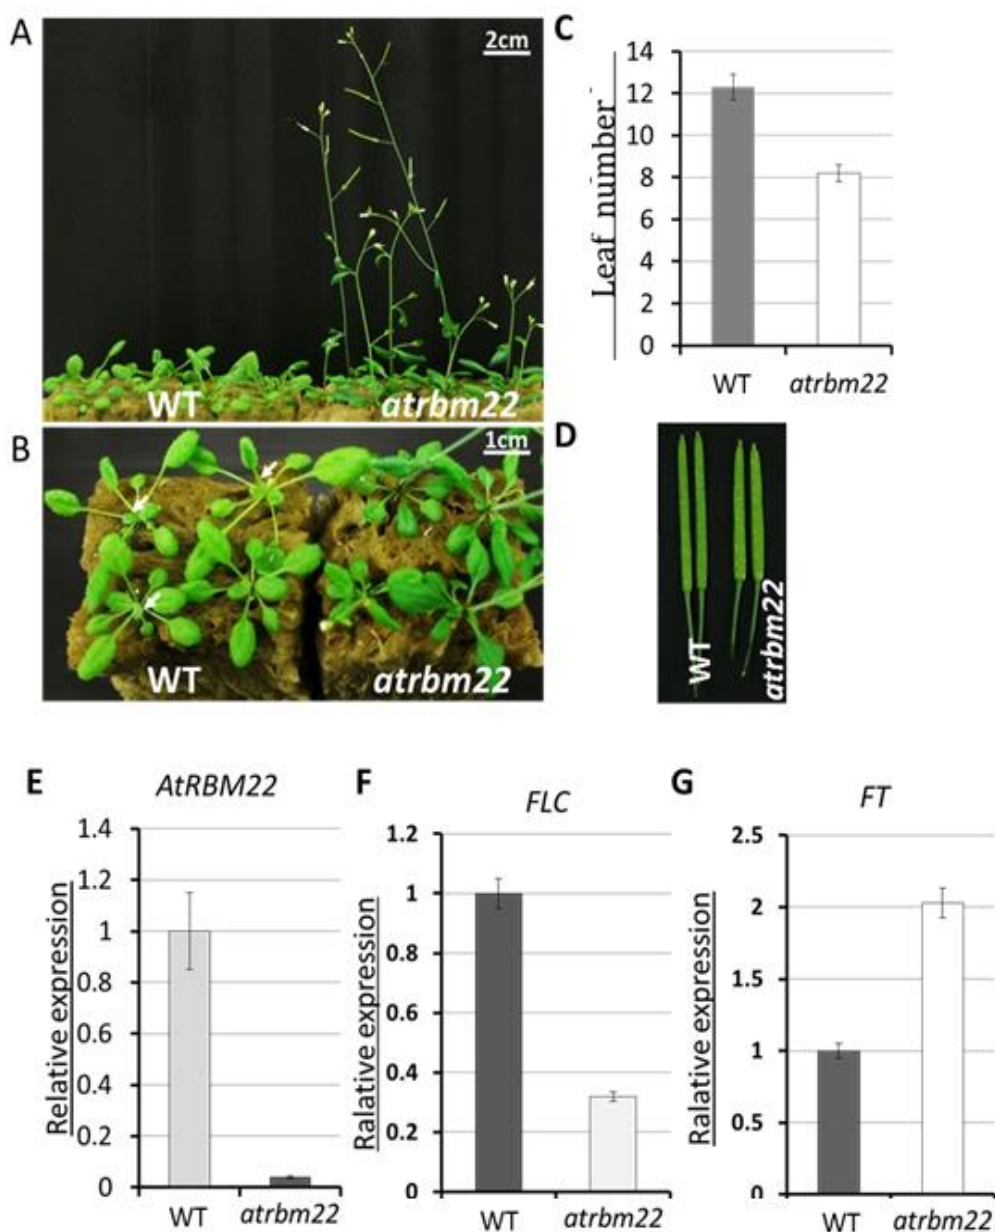 A
2cm
WT
atrbm22
B
1cm
WT
atrbm22
C
Leaf number
14
12
10
8
6
4
2
0
WT
atrbm22
D
WT
atrbm22
E
AtRBM22
Relative expression
1.4
1.2
1
0.8
0.6
0.4
0.2
0
WT
atrbm22
F
FLC
Ralative expression
1.2
1
0.8
0.6
0.4
0.2
0
WT
atrbm22
G
FT
Ralative expression
2.5
2
1.5
1
0.5
0
WT
atrbm22